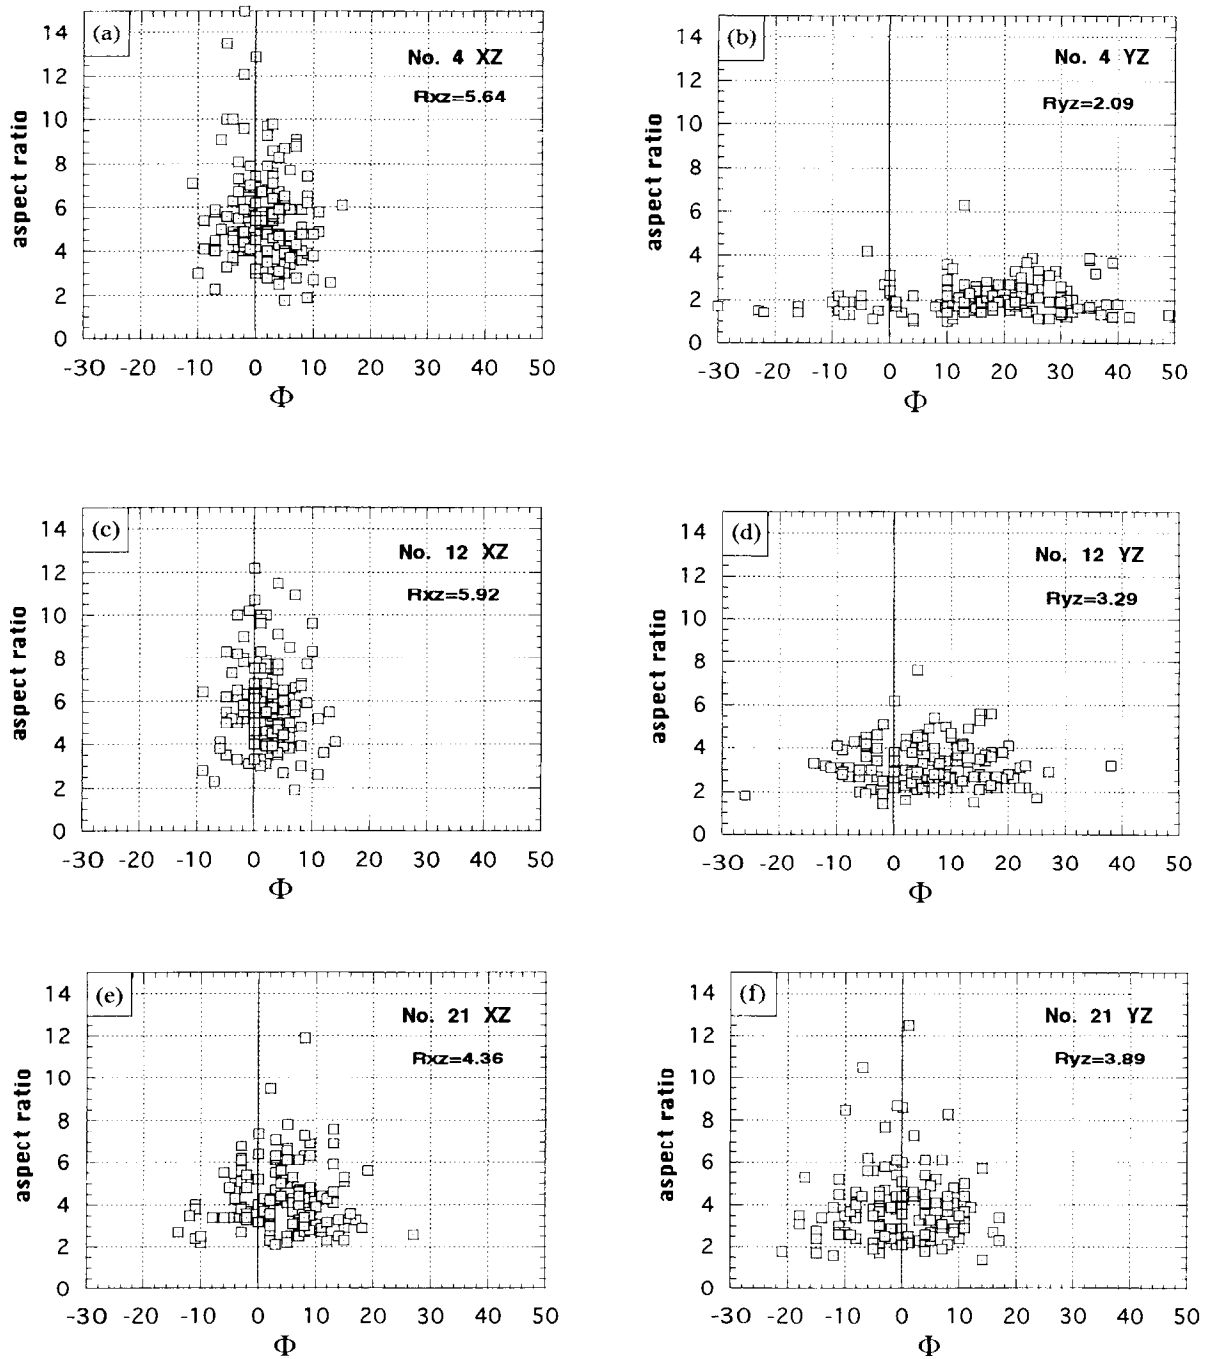 (a)
No. 4 XZ
Rxz=5.64
aspect ratio
14
12
10
8
6
4
2
0
-30 -20 -10 0 10 20 30 40 50
Φ
(b)
No. 4 YZ
Ryz=2.09
aspect ratio
14
12
10
8
6
4
2
0
-30 -20 -10 0 10 20 30 40 50
Φ
(c)
No. 12 XZ
Rxz=5.92
aspect ratio
14
12
10
8
6
4
2
0
-30 -20 -10 0 10 20 30 40 50
Φ
(d)
No. 12 YZ
Ryz=3.29
aspect ratio
14
12
10
8
6
4
2
0
-30 -20 -10 0 10 20 30 40 50
Φ
(e)
No. 21 XZ
Rxz=4.36
aspect ratio
14
12
10
8
6
4
2
0
-30 -20 -10 0 10 20 30 40 50
Φ
(f)
No. 21 YZ
Ryz=3.89
aspect ratio
14
12
10
8
6
4
2
0
-30 -20 -10 0 10 20 30 40 50
Φ